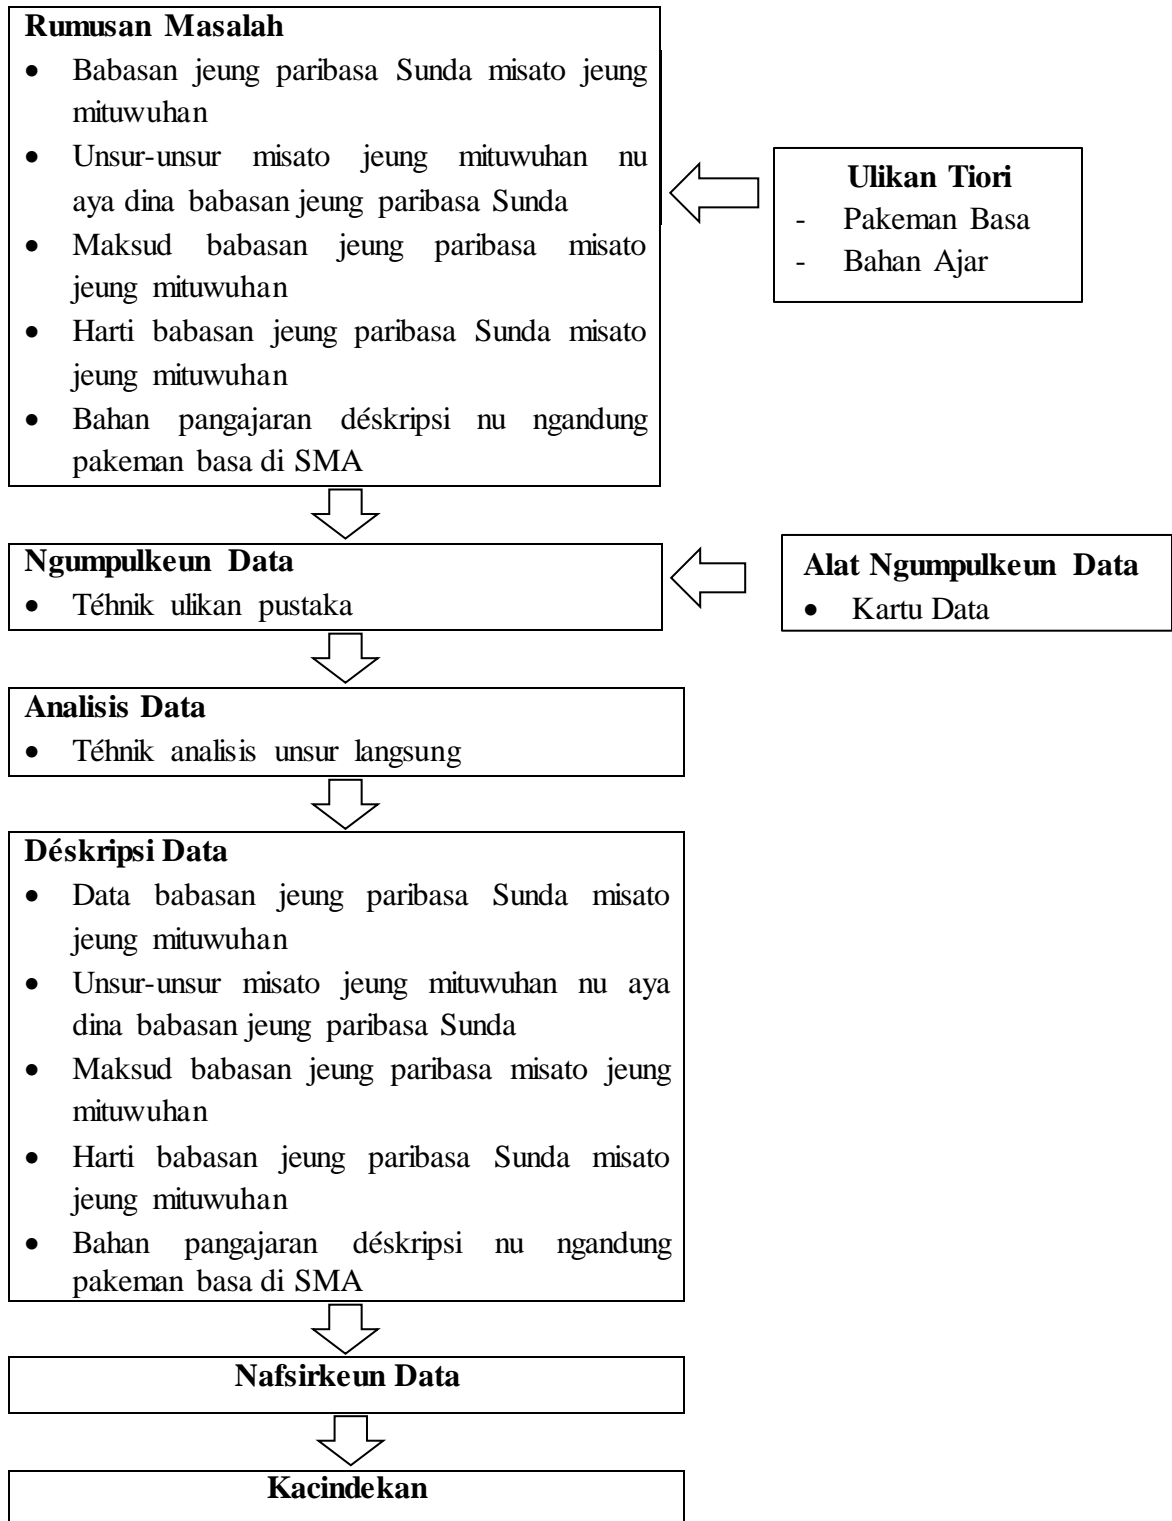 Rumusan Masalah
• Babasan jeung paribasa Sunda misato jeung
mituwuhan
• Unsur-unsur misato jeung mituwuhan nu
aya dina babasan jeung paribasa Sunda
• Maksud babasan jeung paribasa misato
jeung mituwuhan
• Harti babasan jeung paribasa Sunda misato
jeung mituwuhan
• Bahan pangajaran déskripsi nu ngandung
pakeman basa di SMA
Ulikan Tiori
- Pakeman Basa
- Bahan Ajar
Ngumpulkeun Data
• Téhnik ulikan pustaka
Alat Ngumpulkeun Data
• Kartu Data
Analisis Data
• Téhnik analisis unsur langsung
Déskripsi Data
• Data babasan jeung paribasa Sunda misato
jeung mituwuhan
• Unsur-unsur misato jeung mituwuhan nu aya
dina babasan jeung paribasa Sunda
• Maksud babasan jeung paribasa misato jeung
mituwuhan
• Harti babasan jeung paribasa Sunda misato
jeung mituwuhan
• Bahan pangajaran déskripsi nu ngandung
pakeman basa di SMA
Nafsirkeun Data
Kacindekan